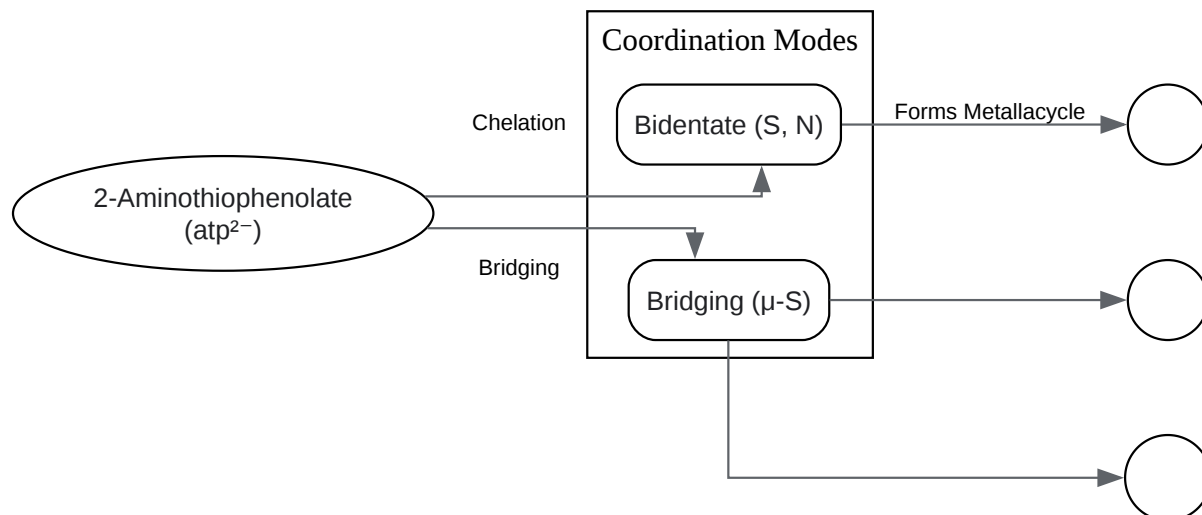 Coordination Modes
Chelation
Bidentate (S, N)
Forms Metallacycle
2-Aminothiophenolate
(atp²⁻)
Bridging
Bridging (μ-S)